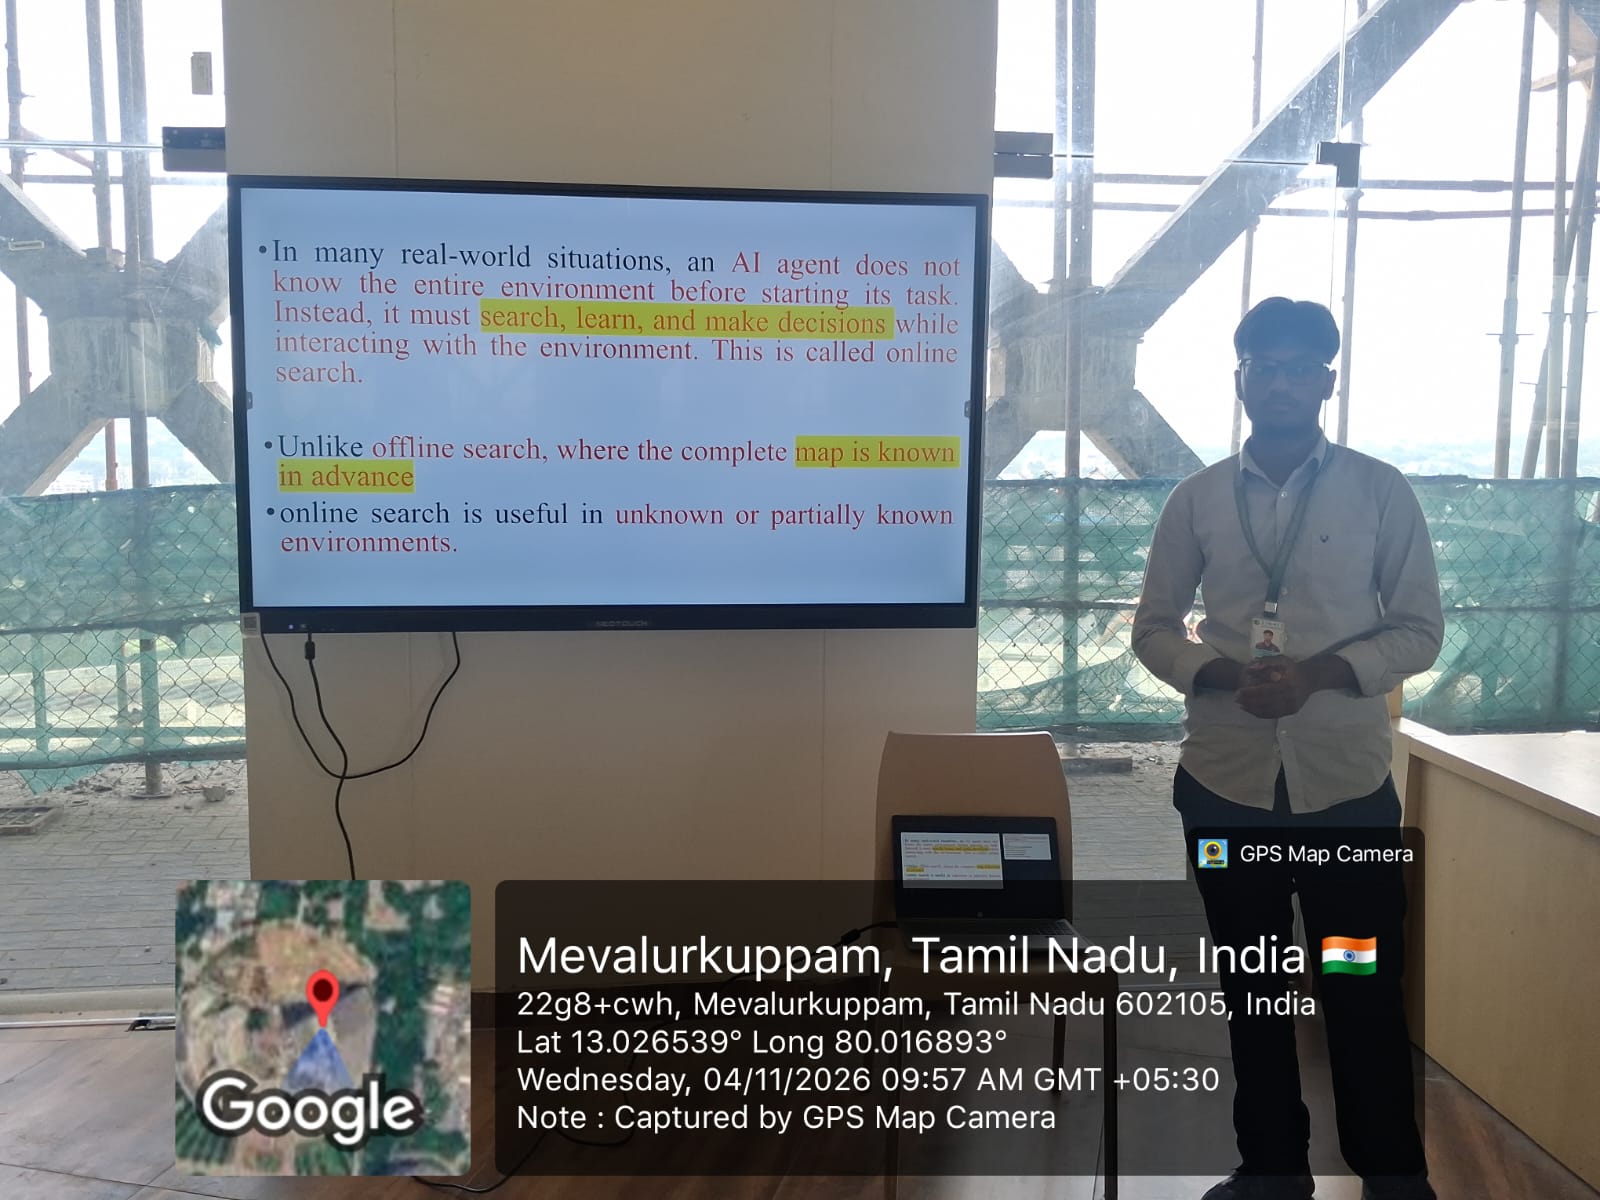 •In many real-world situations, an AI agent does not
know the entire environment before starting its task.
Instead, it must search, learn, and make decisions while
interacting with the environment. This is called online
search.
•Unlike offline search, where the complete map is known
in advance
•online search is useful in unknown or partially known
environments.
NEOTOUCH
GPS Map Camera
Mevalurkuppam, Tamil Nadu, India
22g8+cwh, Mevalurkuppam, Tamil Nadu 602105, India
Lat 13.026539° Long 80.016893°
Wednesday, 04/11/2026 09:57 AM GMT +05:30
Note : Captured by GPS Map Camera
Google